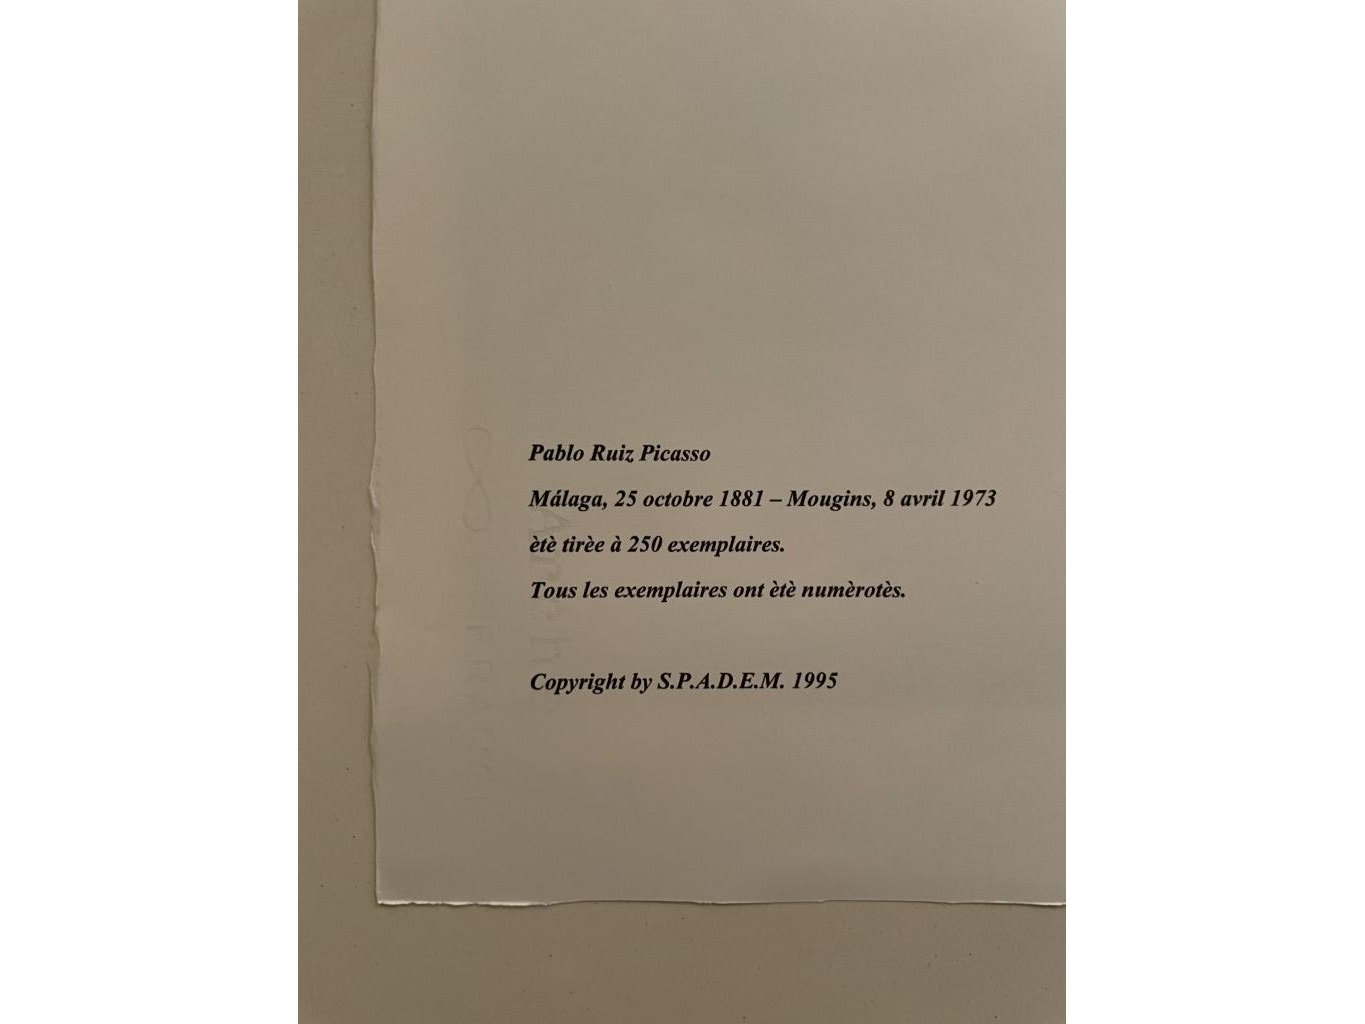 Pablo Ruiz Picasso
Málaga, 25 octobre 1881 – Mougins, 8 avril 1973
ètè tirèe à 250 exemplaires.
Tous les exemplaires ont ètè numèrotès.
Copyright by S.P.A.D.E.M. 1995